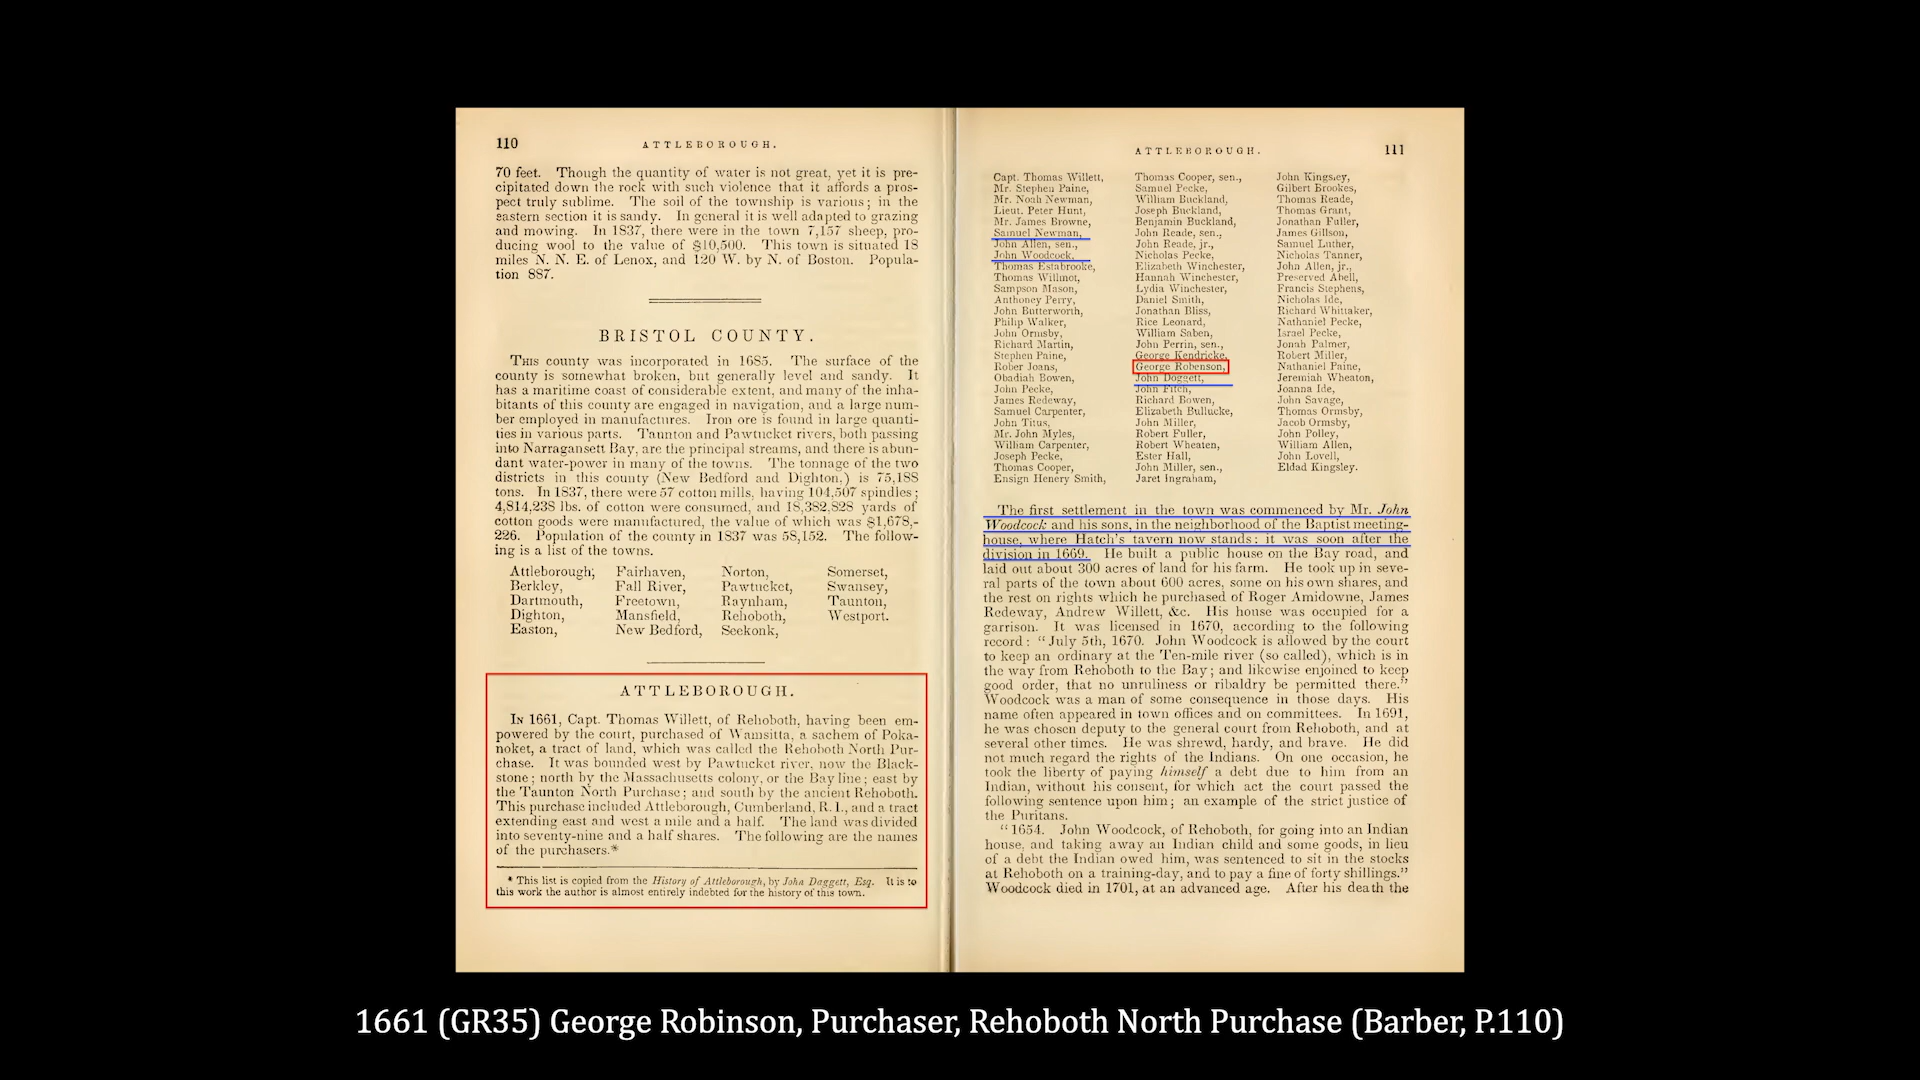 110
ATTLEBOROUGH.
70 feet. Though the quantity of water is not great, yet it is pre-
cipitated down the rock with such violence that it affords a pros-
pect truly sublime. The soil of the township is various; in the
eastern section it is sandy. In general it is well adapted to grazing
and mowing. In 1837, there were in the town 7,157 sheep, pro-
ducing wool to the value of $10,500. This town is situated 18
miles N. N. E. of Lenox, and 120 W. by N. of Boston. Popula-
tion 887.
BRISTOL COUNTY.
THIS county was incorporated in 1685. The surface of the
county is somewhat broken, but generally level and sandy. It
has a maritime coast of considerable extent, and many of the inha-
bitants of this county are engaged in navigation, and a large num-
ber employed in manufactures. Iron ore is found in large quanti-
ties in various parts. Taunton and Pawtucket rivers, both passing
into Narragansett Bay, are the principal streams, and there is abun-
dant water-power in many of the towns. The tonnage of the two
districts in this county (New Bedford and Dighton,) is 75,188
tons. In 1837, there were 57 cotton mills, having 104,507 spindles;
4,814,238 lbs. of cotton were consumed, and 18,382,828 yards of
cotton goods were manufactured, the value of which was $1,678,-
226. Population of the county in 1837 was 58,152. The follow-
ing is a list of the towns.
Attleborough, Fairhaven, Norton, Somerset,
Berkley, Fall River, Pawtucket, Swansey,
Dartmouth, Freetown, Raynham, Taunton,
Dighton, Mansfield, Rehoboth, Westport.
Easton, New Bedford, Seekonk,
ATTLEBOROUGH.
IN 1661, Capt. Thomas Willett, of Rehoboth, having been em-
powered by the court, purchased of Wamsitta, a sachem of Poka-
noket, a tract of land, which was called the Rehoboth North Pur-
chase. It was bounded west by Pawtucket river, now the Black-
stone; north by the Massachusetts colony, or the Bay line; east by
the Taunton North Purchase; and south by the ancient Rehoboth.
This purchase included Attleborough, Cumberland, R. I., and a tract
extending east and west a mile and a half. The land was divided
into seventy-nine and a half shares. The following are the names
of the purchasers.*
* This list is copied from the History of Attleborough, by John Daggett, Esq. It is to
this work the author is almost entirely indebted for the history of this town.
ATTLEBOROUGH.
111
Capt. Thomas Willett,
Mr. Stephen Paine,
Mr. Noah Newman,
Lieut. Peter Hunt,
Mr. James Browne,
Samuel Newman,
John Allen, sen.,
John Woodcock,
Thomas Estabrooke,
Thomas Willmot,
Sampson Mason,
Anthoney Perry,
John Butterworth,
Philip Walker,
John Ormsby,
Richard Martin,
Stephen Paine,
Rober Joans,
Obadiah Bowen,
John Pecke,
James Redeway,
Samuel Carpenter,
John Titus,
Mr. John Myles,
William Carpenter,
Joseph Pecke,
Thomas Cooper,
Ensign Henery Smith,
Thomas Cooper, sen.,
Samuel Pecke,
William Buckland,
Joseph Buckland,
Benjamin Buckland,
John Reade, sen.,
John Reade, jr.,
Nicholas Pecke,
Elizabeth Winchester,
Hannah Winchester,
Lydia Winchester,
Daniel Smith,
Jonathan Bliss,
Rice Leonard,
William Saben,
John Perrin, sen.,
George Kendricke,
George Robenson,
John Doggett,
John Fitch,
Richard Bowen,
Elizabeth Bullucke,
John Miller,
Robert Fuller,
Robert Wheaten,
Ester Hall,
John Miller, sen.,
Jaret Ingraham,
John Kingsley,
Gilbert Brookes,
Thomas Reade,
Thomas Grant,
Jonathan Fuller,
James Gillson,
Samuel Luther,
Nicholas Tanner,
John Allen, jr.,
Preserved Abell,
Francis Stephens,
Nicholas Ide,
Richard Whittaker,
Nathaniel Pecke,
Israel Pecke,
Jonah Palmer,
Robert Miller,
Nathaniel Paine,
Jeremiah Wheaton,
Joanna Ide,
John Savage,
Thomas Ormsby,
Jacob Ormsby,
John Polley,
William Allen,
John Lovell,
Eldad Kingsley.
The first settlement in the town was commenced by Mr. John
Woodcock and his sons, in the neighborhood of the Baptist meeting-
house, where Hatch's tavern now stands: it was soon after the
division in 1669. He built a public house on the Bay road, and
laid out about 300 acres of land for his farm. He took up in seve-
ral parts of the town about 600 acres, some on his own shares, and
the rest on rights which he purchased of Roger Amidowne, James
Redeway, Andrew Willett, &c. His house was occupied for a
garrison. It was licensed in 1670, according to the following
record: "July 5th, 1670. John Woodcock is allowed by the court
to keep an ordinary at the Ten-mile river (so called), which is in
the way from Rehoboth to the Bay; and likewise enjoined to keep
good order, that no unruliness or ribaldry be permitted there."
Woodcock was a man of some consequence in those days. His
name often appeared in town offices and on committees. In 1691,
he was chosen deputy to the general court from Rehoboth, and at
several other times. He was shrewd, hardy, and brave. He did
not much regard the rights of the Indians. On one occasion, he
took the liberty of paying himself a debt due to him from an
Indian, without his consent, for which act the court passed the
following sentence upon him; an example of the strict justice of
the Puritans.
"1654. John Woodcock, of Rehoboth, for going into an Indian
house, and taking away an Indian child and some goods, in lieu
of a debt the Indian owed him, was sentenced to sit in the stocks
at Rehoboth on a training-day, and to pay a fine of forty shillings."
Woodcock died in 1701, at an advanced age. After his death the
1661 (GR35) George Robinson, Purchaser, Rehoboth North Purchase (Barber, P.110)